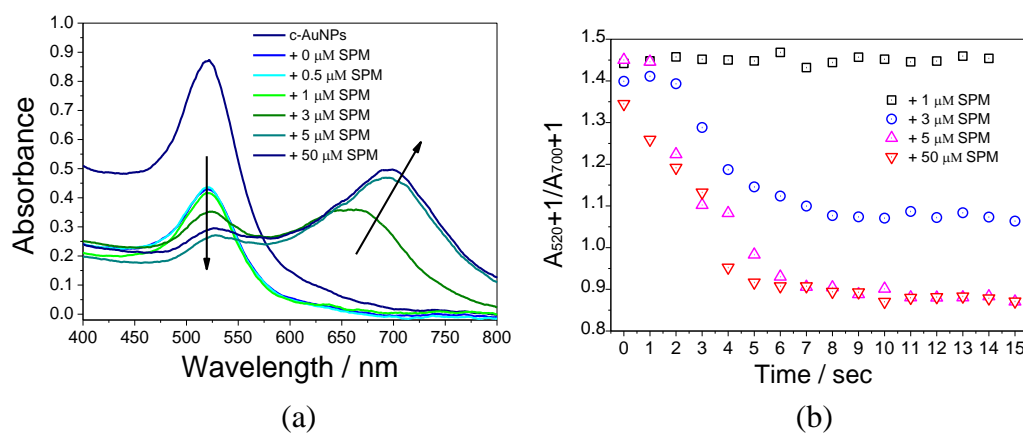 1.0
0.9
0.8
0.7
0.6
0.5
0.4
0.3
0.2
0.1
0.0
Absorbance
c-AuNPs
+ 0 μM SPM
+ 0.5 μM SPM
+ 1 μM SPM
+ 3 μM SPM
+ 5 μM SPM
+ 50 μM SPM
400 450 500 550 600 650 700 750 800
Wavelength / nm
(a)
1.5
1.4
1.3
1.2
1.1
1.0
0.9
0.8
A520+1/A700+1
+ 1 μM SPM
+ 3 μM SPM
+ 5 μM SPM
+ 50 μM SPM
0 1 2 3 4 5 6 7 8 9 10 11 12 13 14 15
Time / sec
(b)